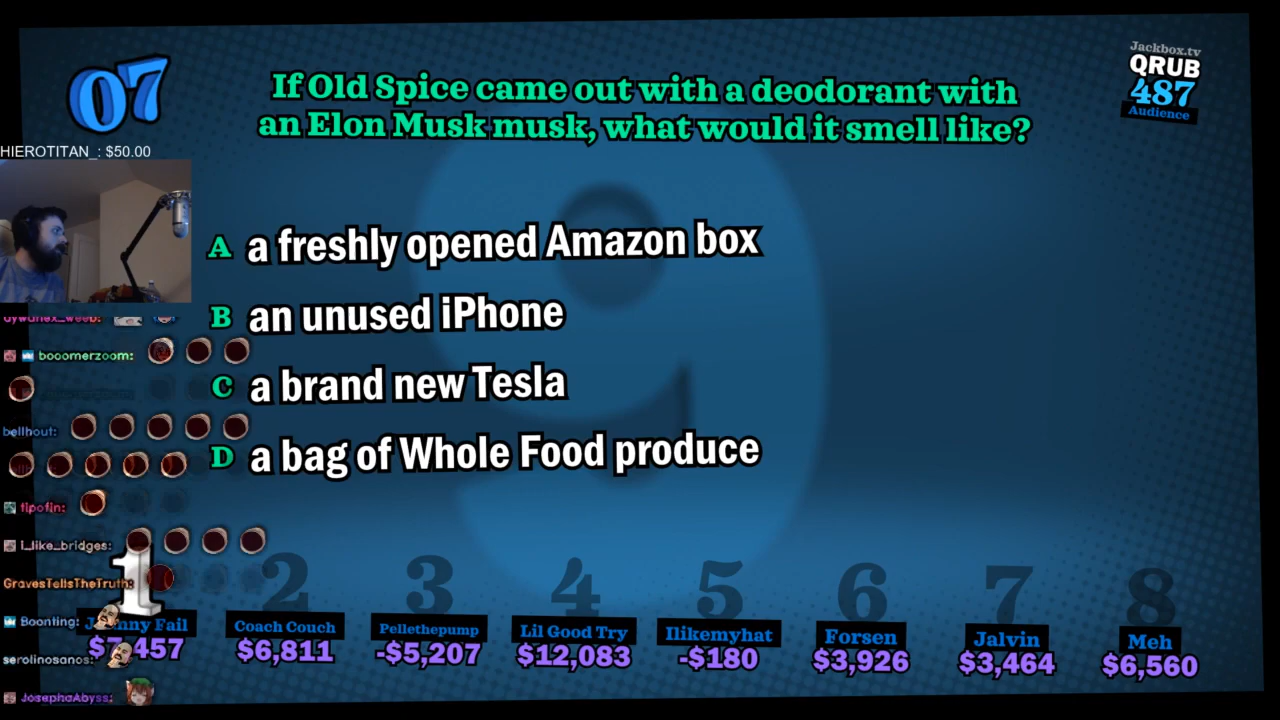 07
If Old Spice came out with a deodorant with
an Elon Musk musk, what would it smell like?
Jackbox.tv
QRUB
487
Audience
HIEROTITAN_: $50.00
A a freshly opened Amazon box
B an unused iPhone
C a brand new Tesla
D a bag of Whole Food produce
9
booomerzoom:
bellhout:
tipofin:
i_like_bridges:
GravesTellsTheTruth:
Boonting:
serolinosanos:
JosephaAbyss:
1 2 3 4 5 6 7 8
Fail Coach Couch Pellethepump Lil Good Try Ilikemyhat Forsen Jalvin Meh
$7,457 $6,811 -$5,207 $12,083 -$180 $3,926 $3,464 $6,560